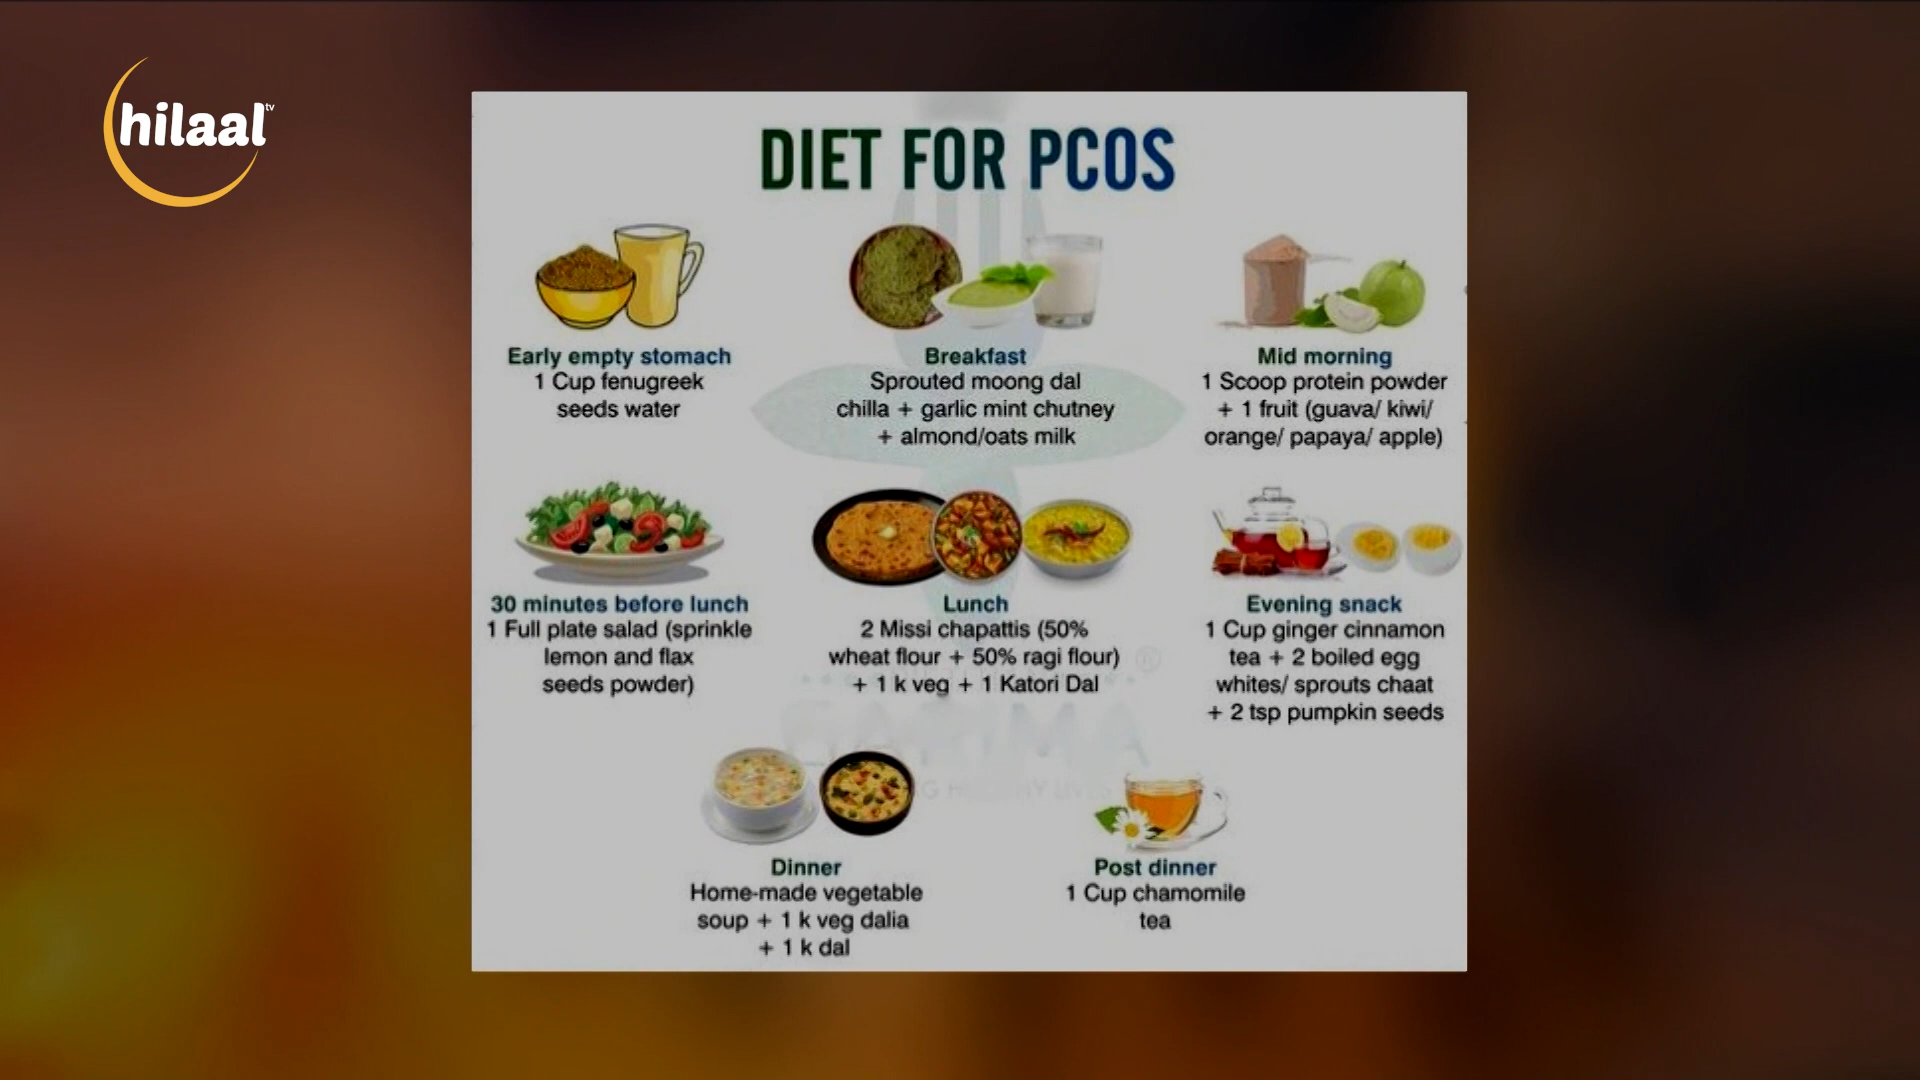 hilaal tv
DIET FOR PCOS
Early empty stomach
1 Cup fenugreek
seeds water
Breakfast
Sprouted moong dal
chilla + garlic mint chutney
+ almond/oats milk
Mid morning
1 Scoop protein powder
+ 1 fruit (guava/ kiwi/
orange/ papaya/ apple)
30 minutes before lunch
1 Full plate salad (sprinkle
lemon and flax
seeds powder)
Lunch
2 Missi chapattis (50%
wheat flour + 50% ragi flour)
+ 1 k veg + 1 Katori Dal
Evening snack
1 Cup ginger cinnamon
tea + 2 boiled egg
whites/ sprouts chaat
+ 2 tsp pumpkin seeds
®
Dinner
Home-made vegetable
soup + 1 k veg dalia
+ 1 k dal
Post dinner
1 Cup chamomile
tea